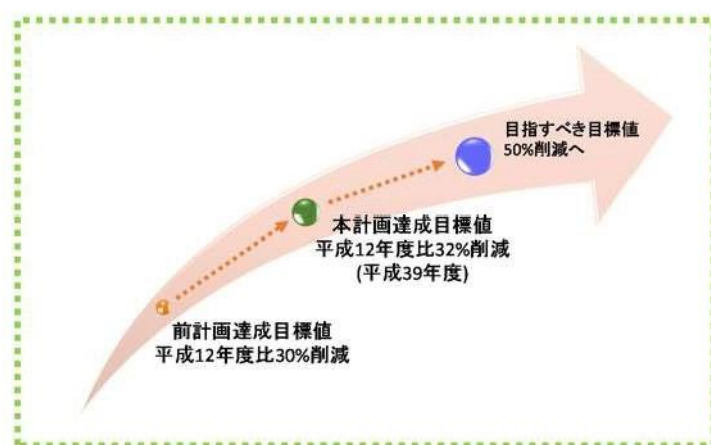 目指すべき目標値
50%削減へ
本計画達成目標値
平成12年度比32%削減
(平成39年度)
前計画達成目標値
平成12年度比30%削減